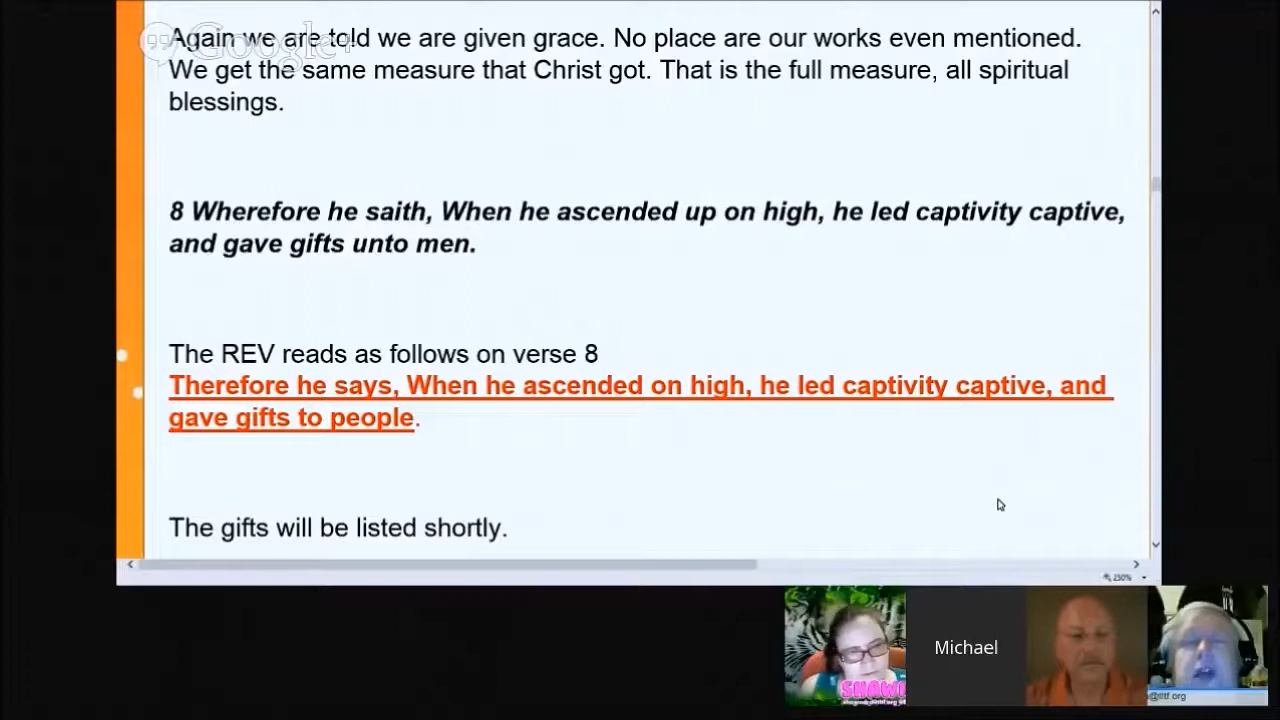 Google+
Again we are told we are given grace. No place are our works even mentioned.
We get the same measure that Christ got. That is the full measure, all spiritual
blessings.
8 Wherefore he saith, When he ascended up on high, he led captivity captive,
and gave gifts unto men.
The REV reads as follows on verse 8
Therefore he says, When he ascended on high, he led captivity captive, and
gave gifts to people.
The gifts will be listed shortly.
250%
Michael
SHAWN